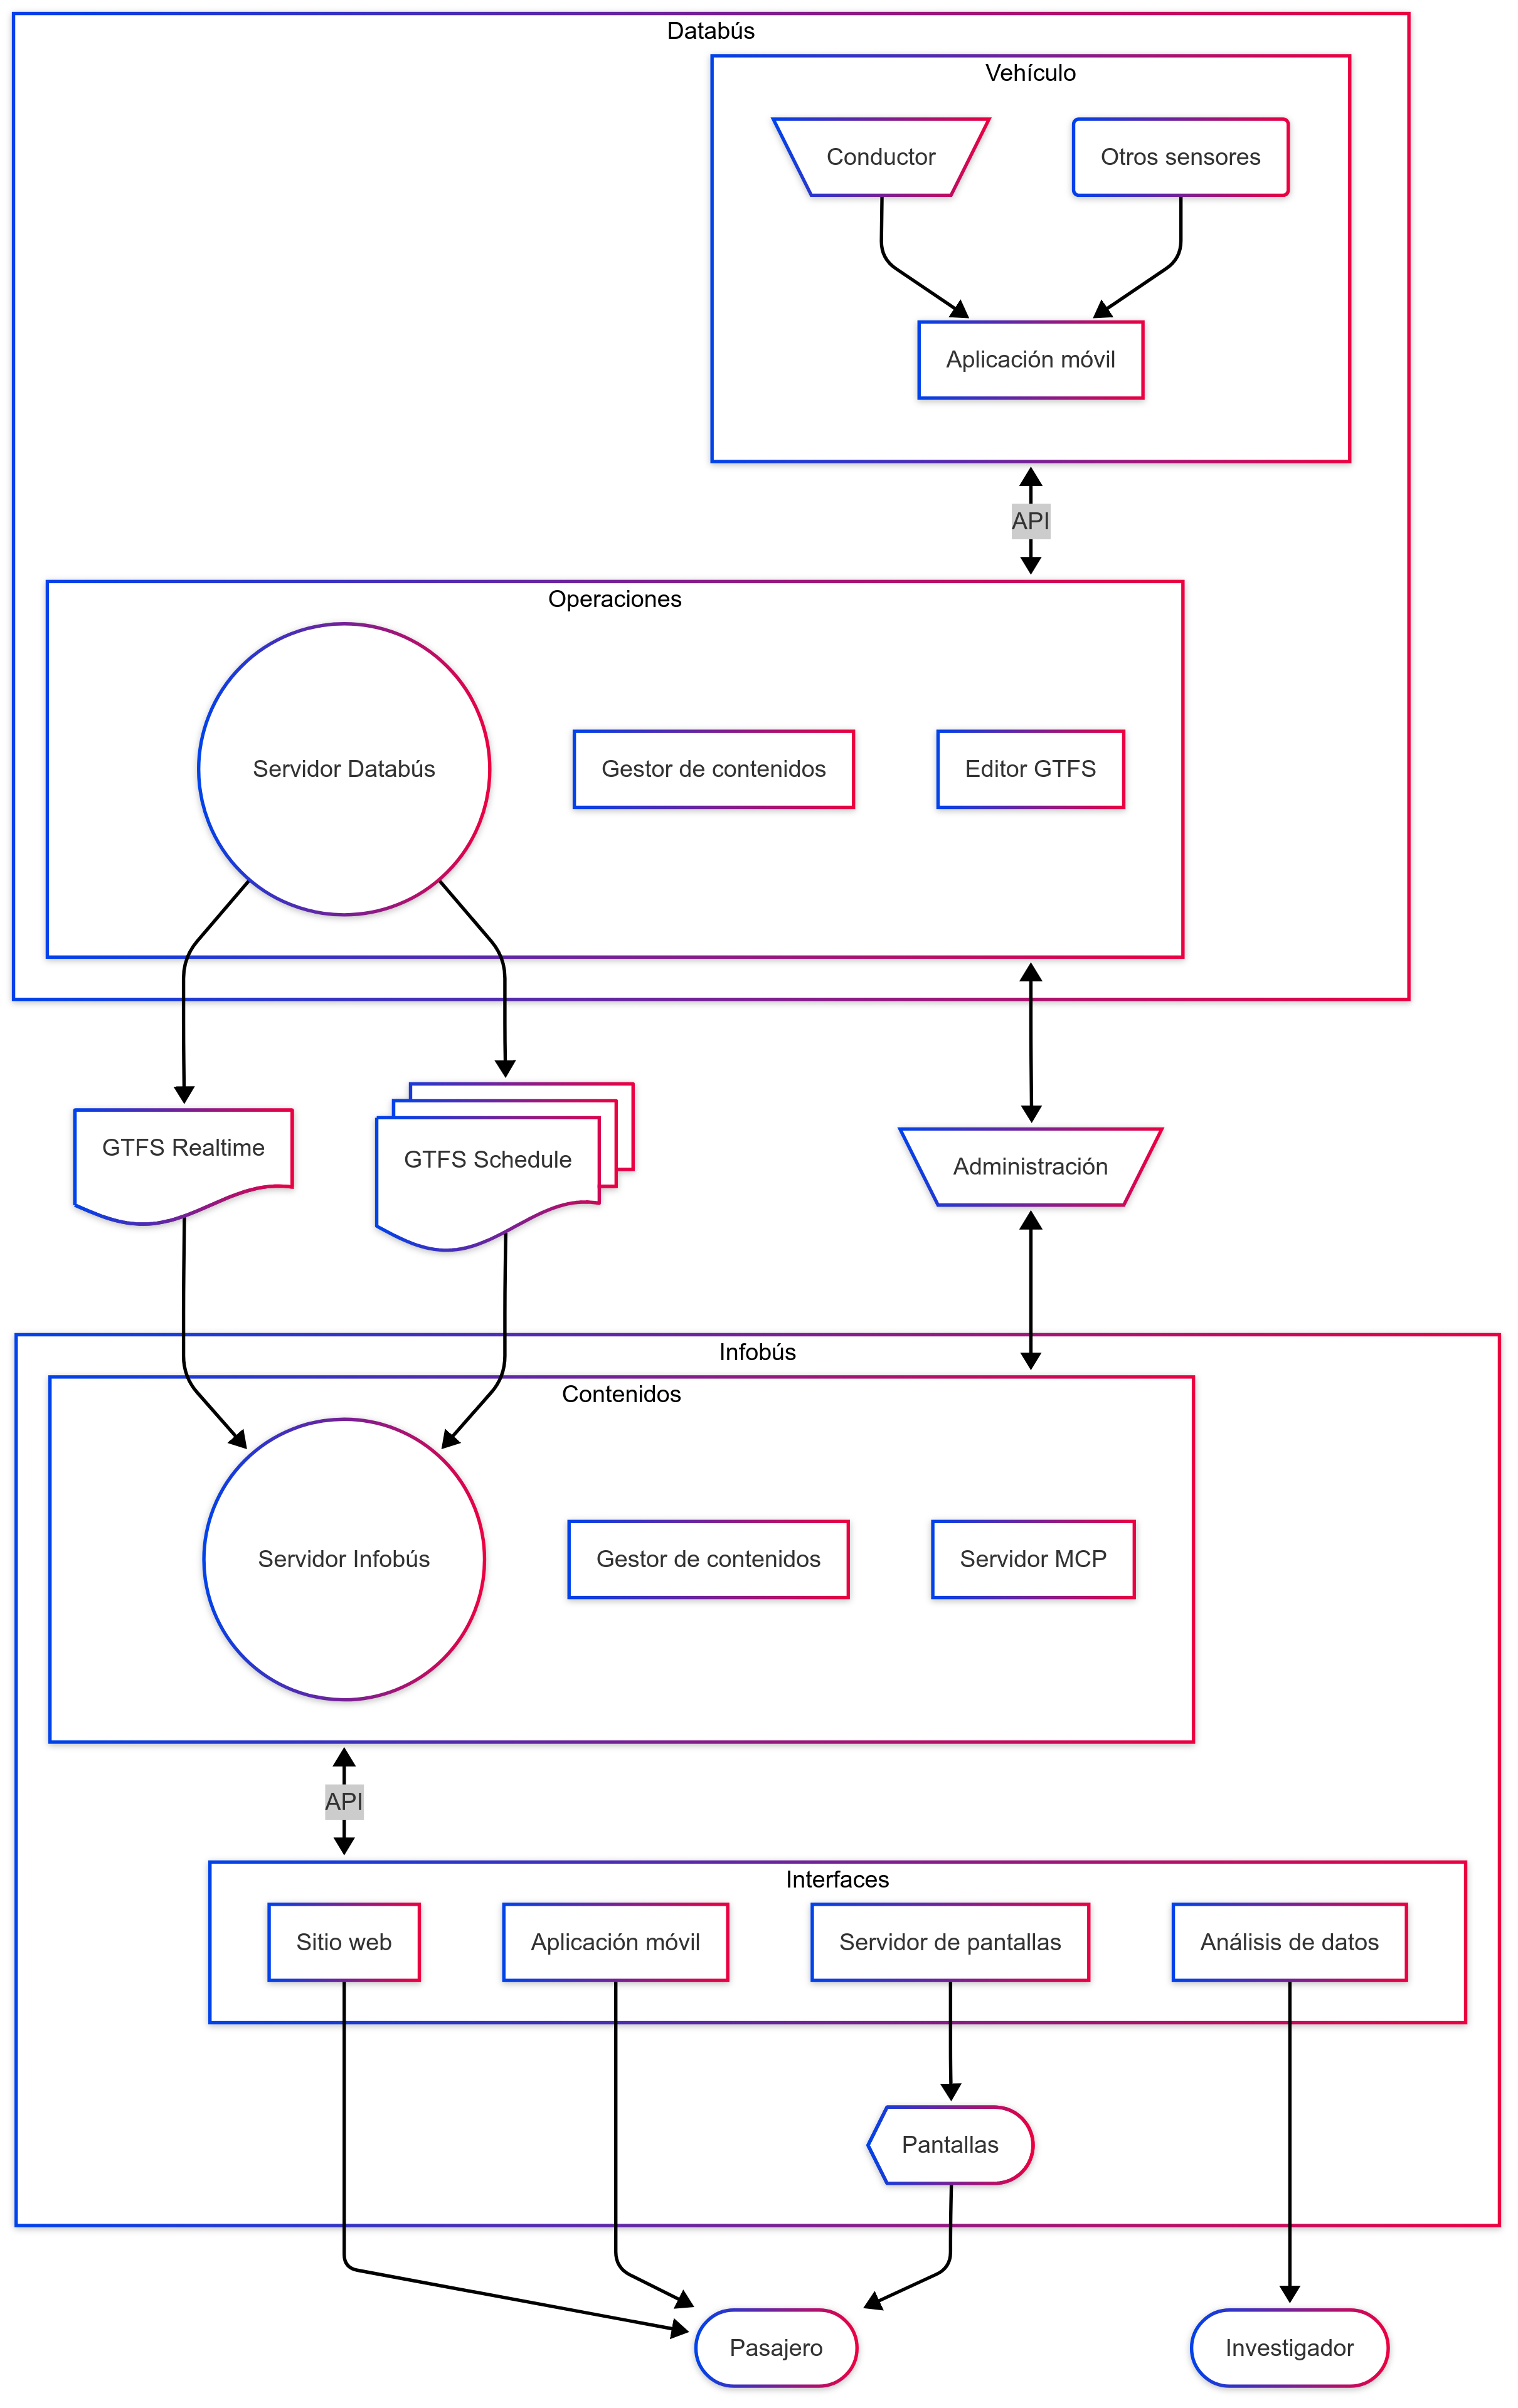 Databús
Vehículo
Conductor
Otros sensores
Aplicación móvil
API
Operaciones
Servidor Databús
Gestor de contenidos
Editor GTFS
GTFS Realtime
GTFS Schedule
Administración
Infobús
Contenidos
Servidor Infobús
Gestor de contenidos
Servidor MCP
API
Interfaces
Sitio web
Aplicación móvil
Servidor de pantallas
Análisis de datos
Pantallas
Pasajero
Investigador